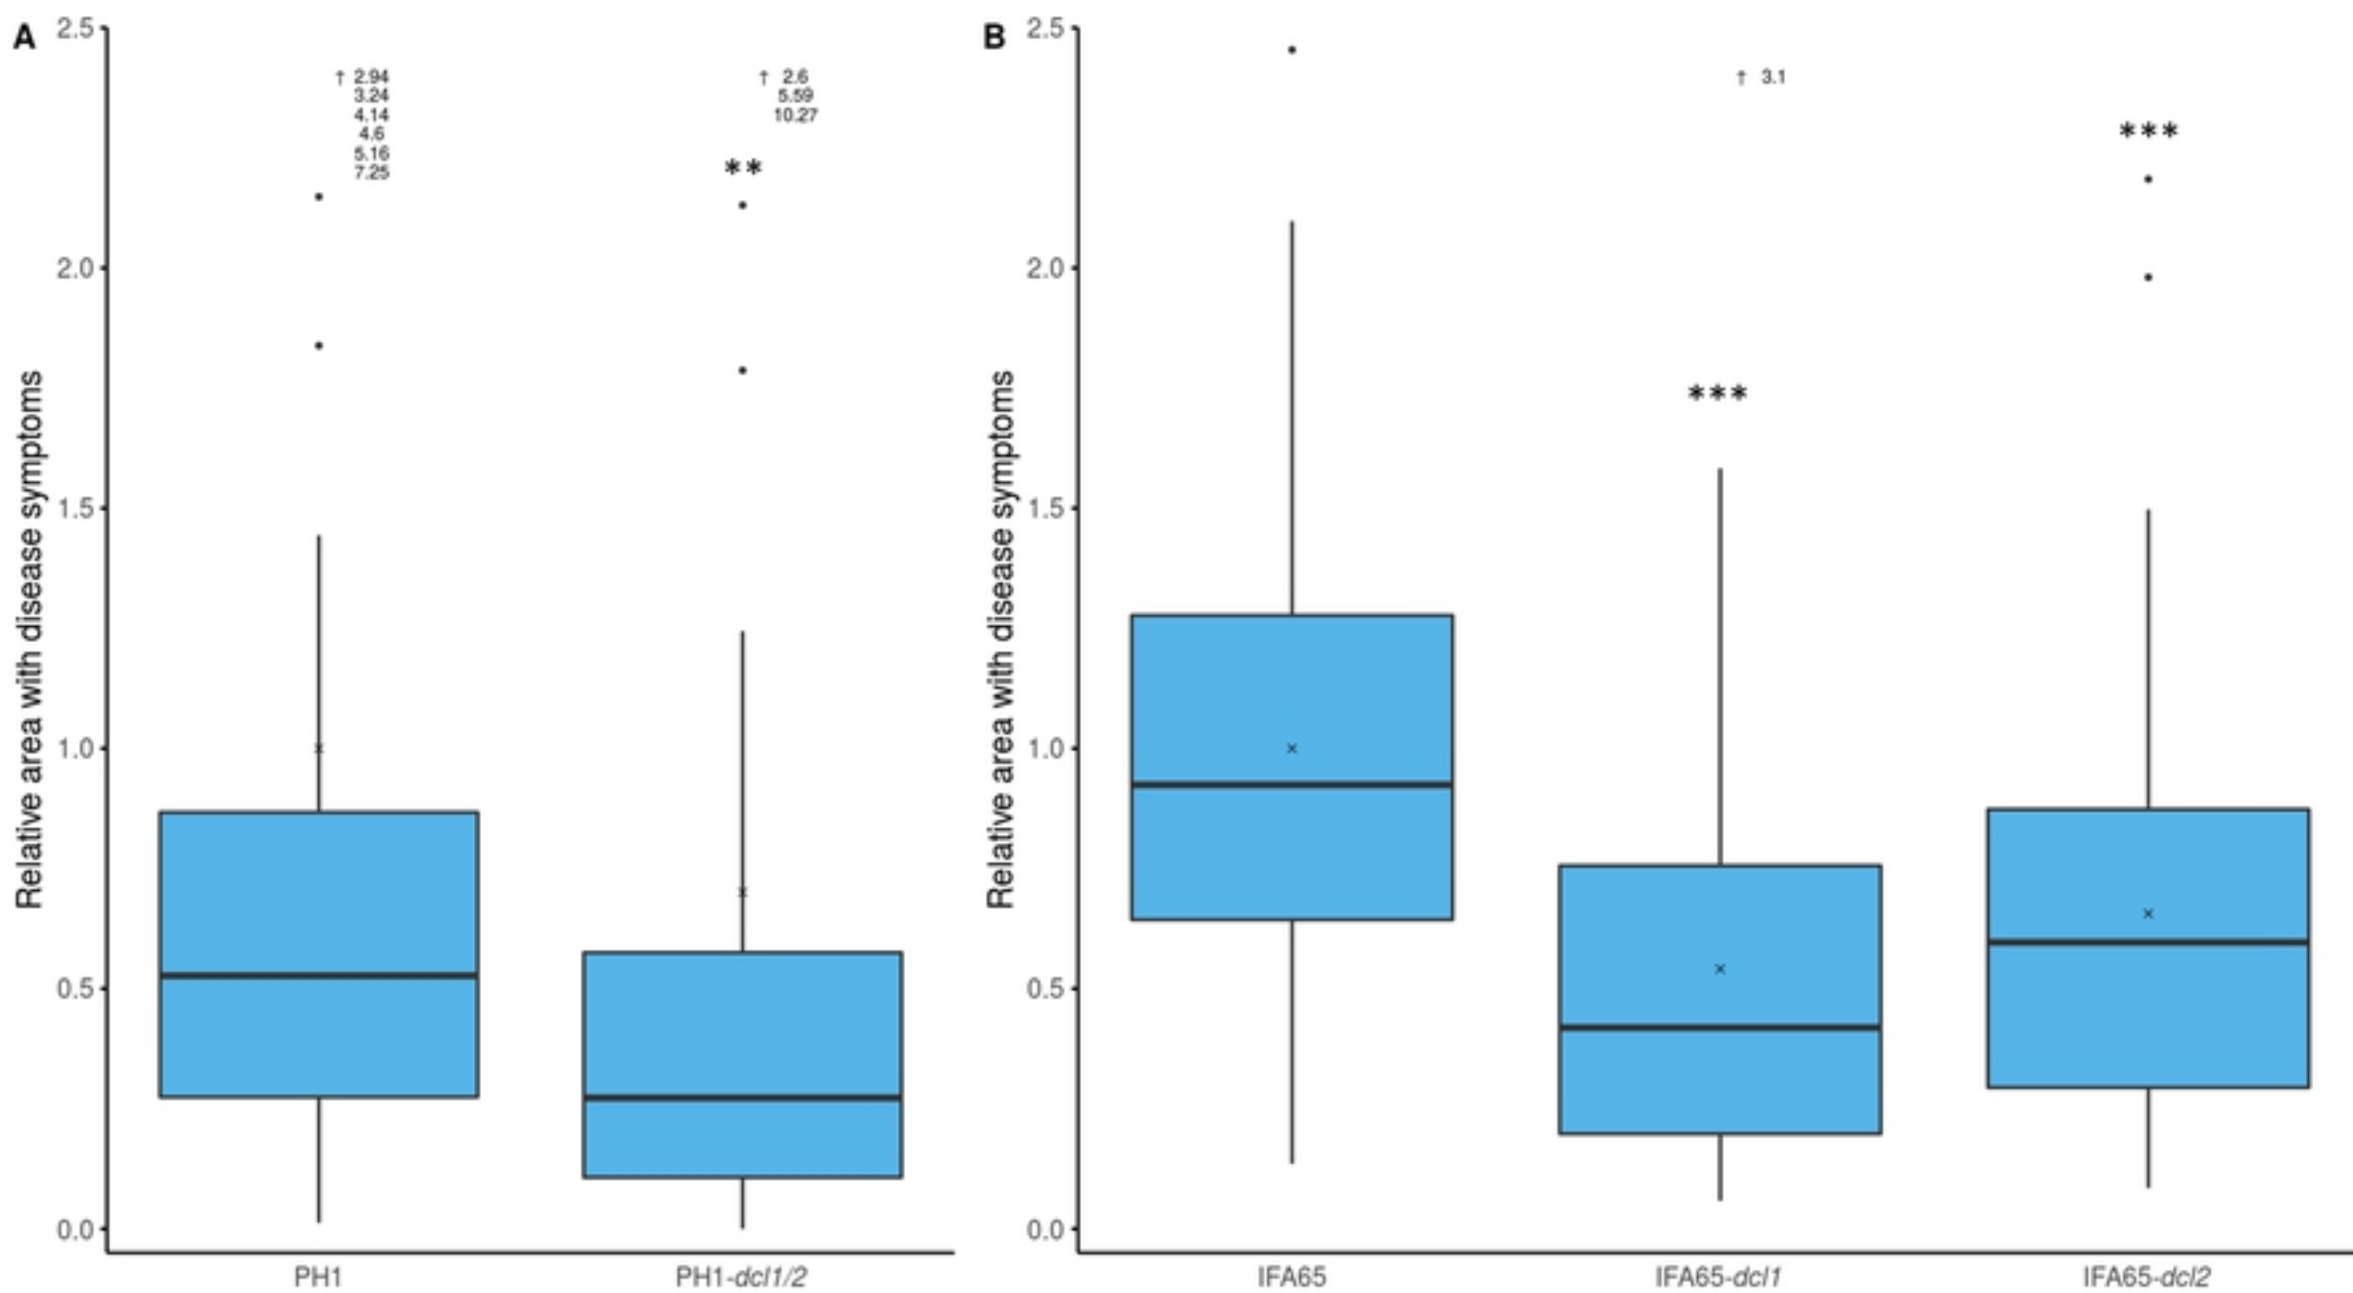 A
Relative area with disease symptoms
2.5
2.0
1.5
1.0
0.5
0.0
↑ 2.94
3.24
4.14
4.6
5.16
7.25
↑ 2.6
5.59
10.27
**
PH1
PH1-dcl1/2
B
Relative area with disease symptoms
2.5
2.0
1.5
1.0
0.5
0.0
↑ 3.1
***
***
IFA65
IFA65-dcl1
IFA65-dcl2